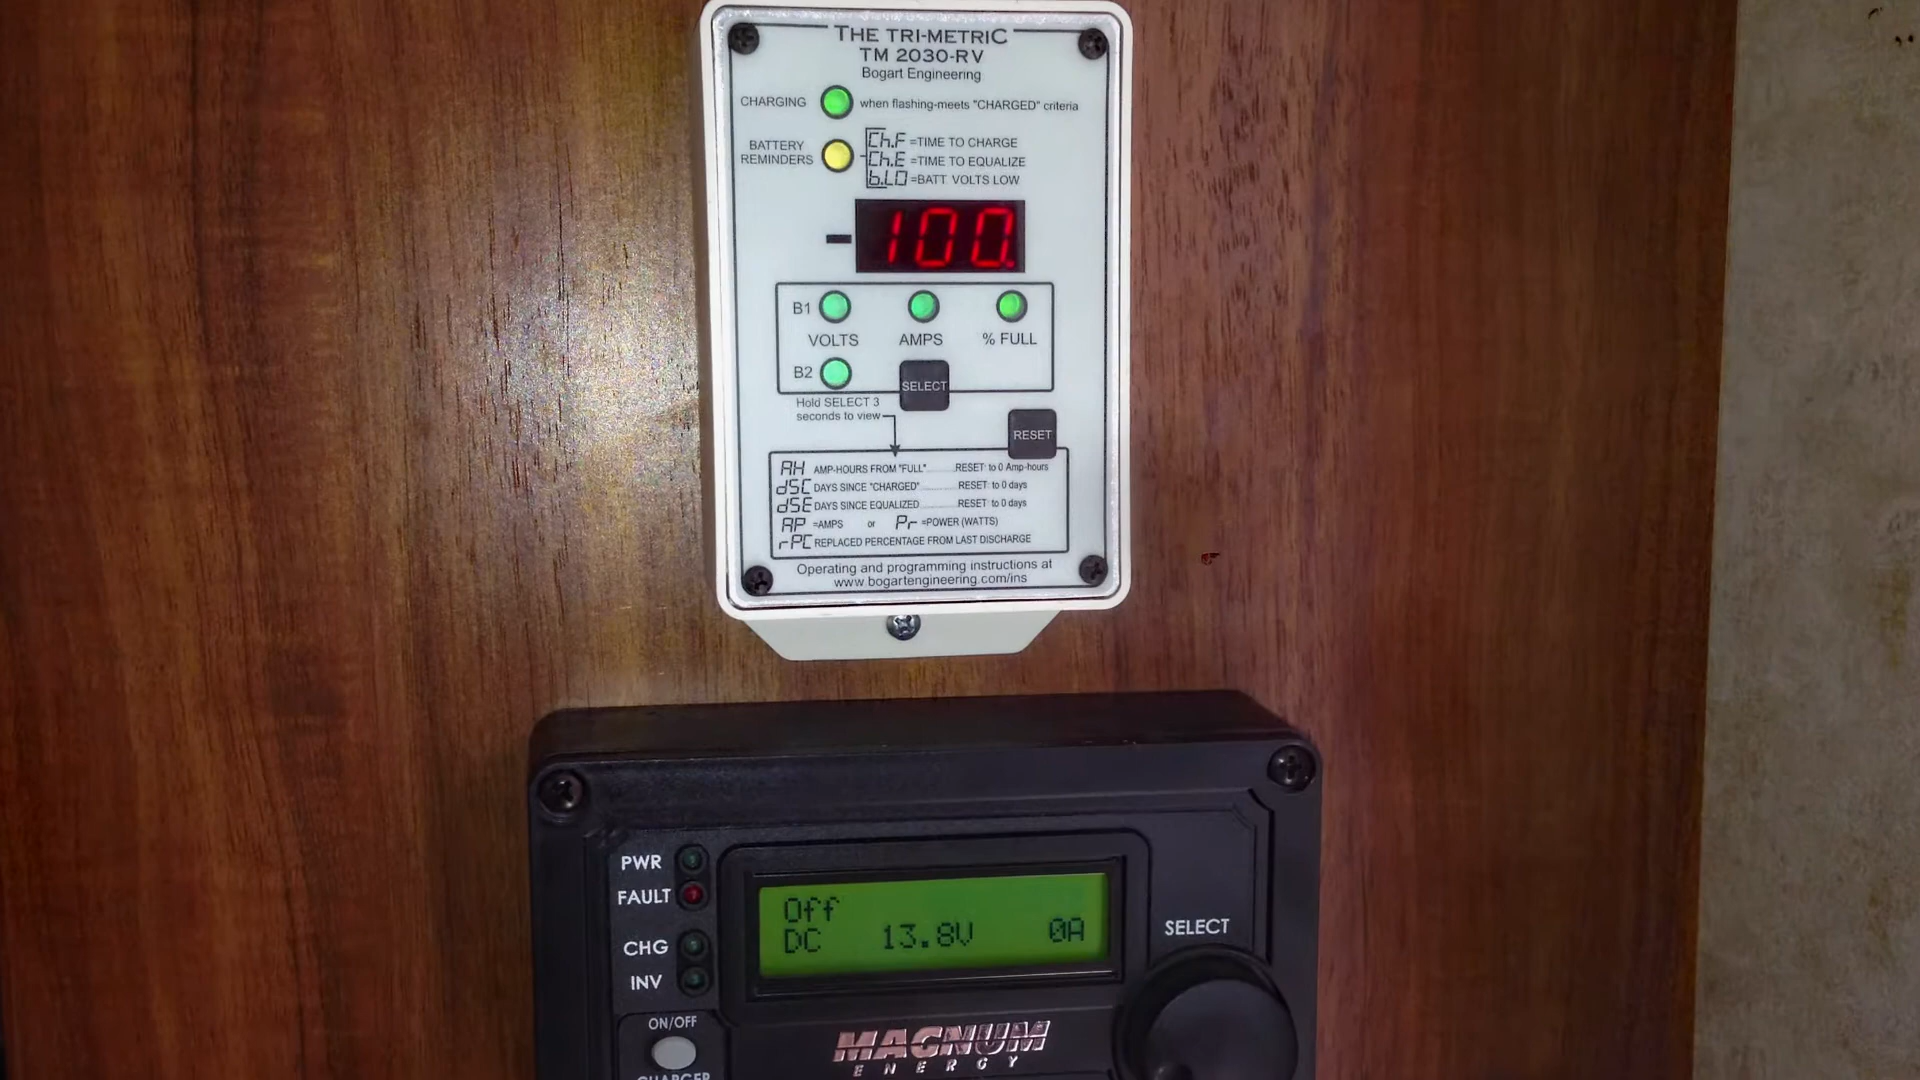 THE TRI-METRIC
TM 2030-RV
Bogart Engineering
CHARGING when flashing-meets "CHARGED" criteria
BATTERY REMINDERS
Ch.F =TIME TO CHARGE
Ch.E =TIME TO EQUALIZE
b.LO =BATT VOLTS LOW
- 100.
B1
VOLTS AMPS % FULL
B2 SELECT
Hold SELECT 3
seconds to view
RESET
AH AMP-HOURS FROM "FULL" RESET to 0 Amp-hours
dSC DAYS SINCE "CHARGED" RESET to 0 days
dSE DAYS SINCE EQUALIZED RESET to 0 days
AP =AMPS or Pr =POWER (WATTS)
rPC REPLACED PERCENTAGE FROM LAST DISCHARGE
Operating and programming instructions at
www.bogartengineering.com/ins
PWR
FAULT
CHG
INV
Off
DC 13.8V 0A
SELECT
ON/OFF
CHARGER
MAGNUM
ENERGY